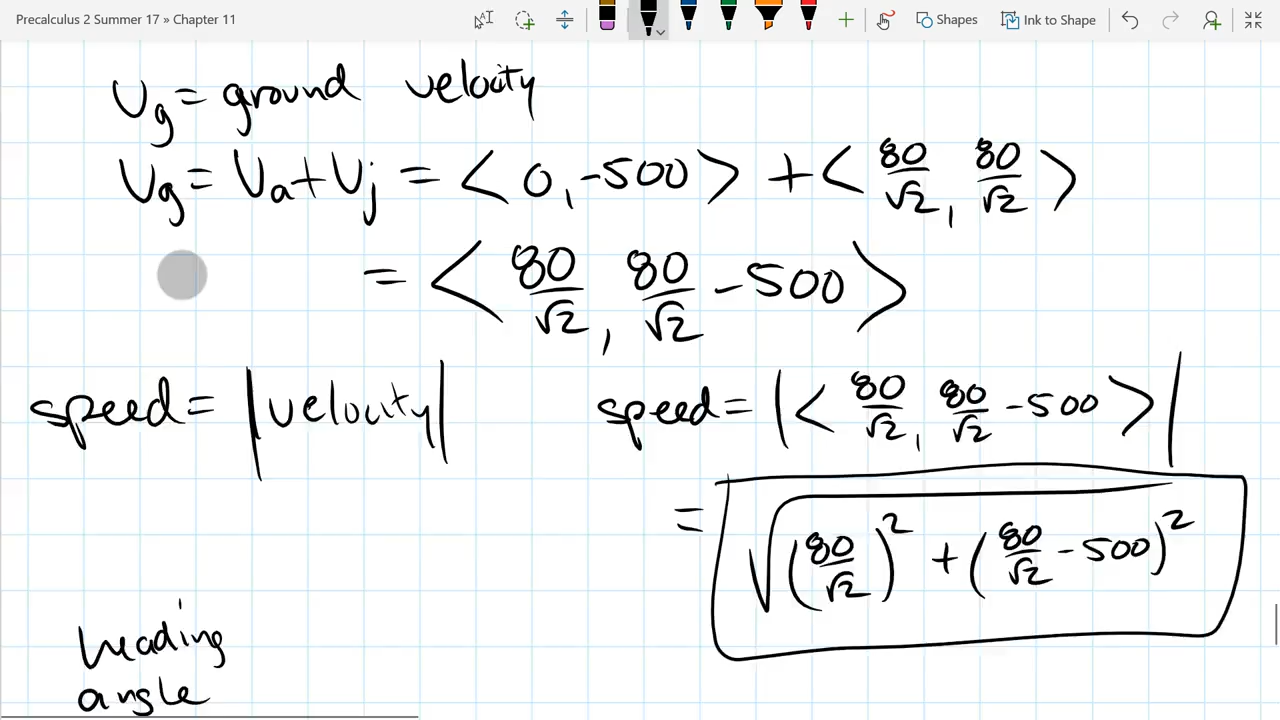 Precalculus 2 Summer 17 » Chapter 11
Shapes Ink to Shape
Vg = ground velocity
Vg = Va + Vj = < 0, -500 > + < 80/√2, 80/√2 >
= < 80/√2, 80/√2 - 500 >
speed = |velocity| speed = |< 80/√2, 80/√2 - 500 >|
= √((80/√2)² + (80/√2 - 500)²)
heading
angle